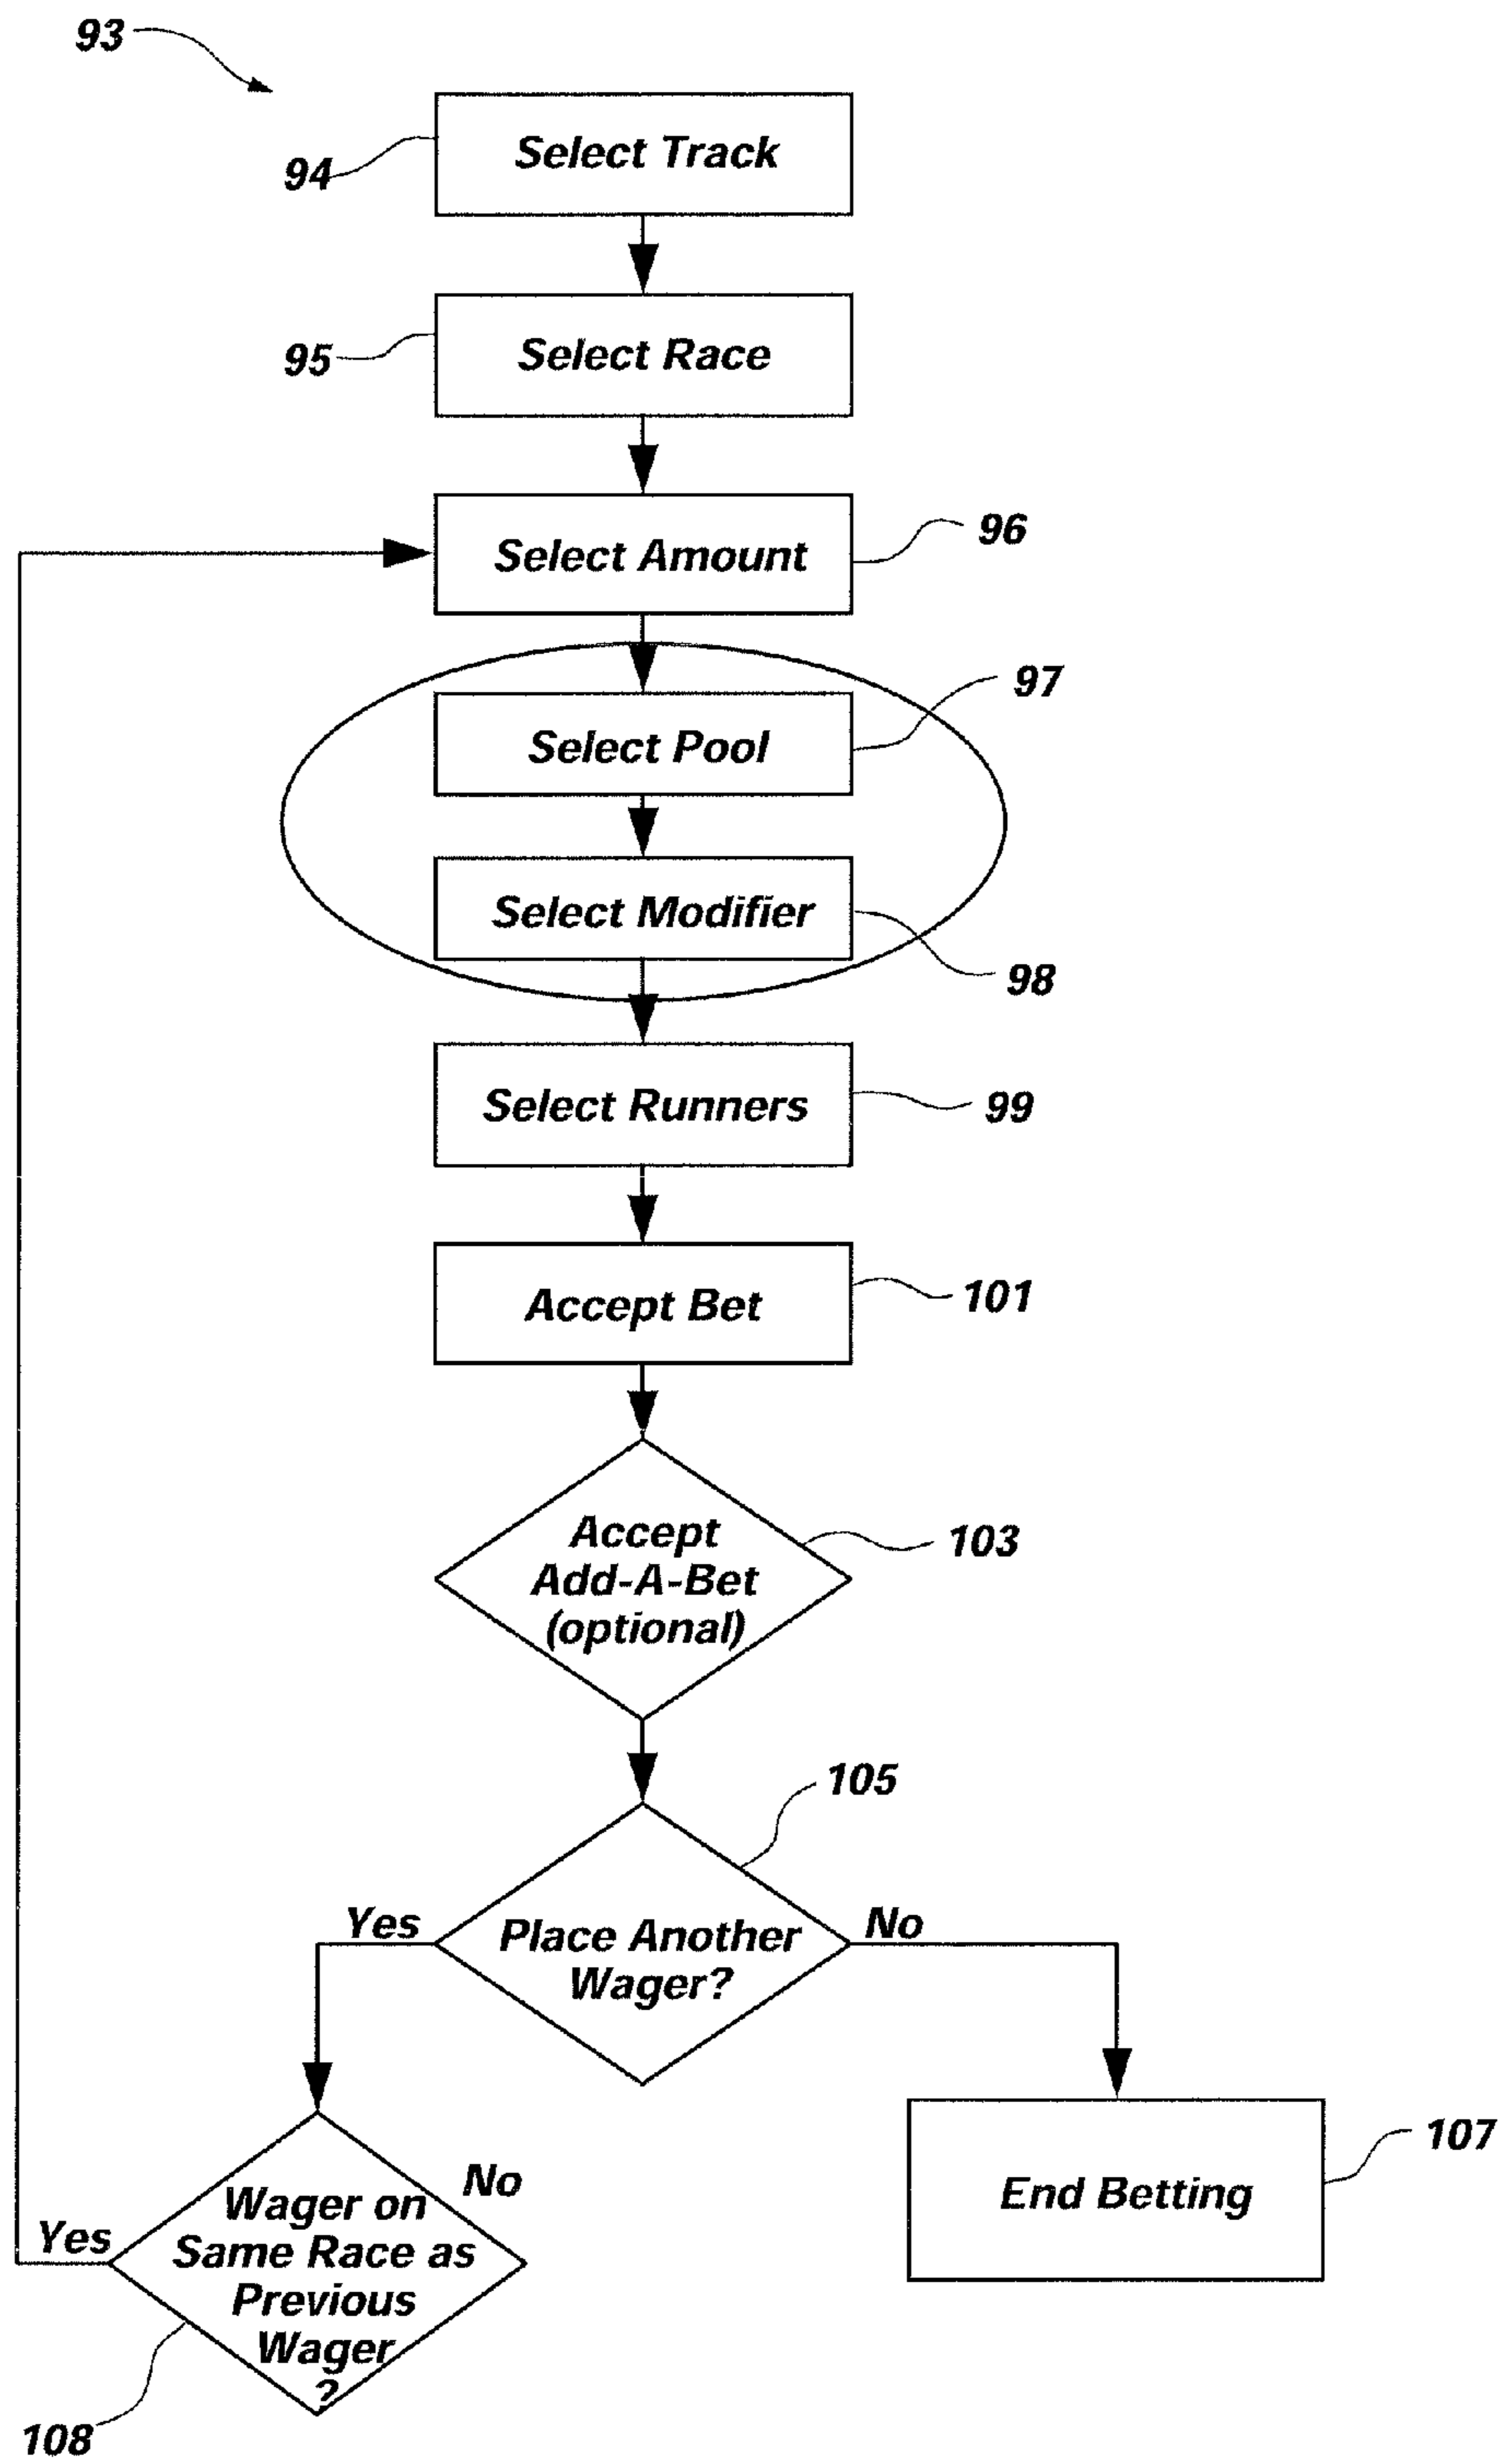 93
94
Select Track
95
Select Race
Select Amount
96
Select Pool
97
Select Modifier
98
Select Runners
99
Accept Bet
101
Accept
Add-A-Bet
(optional)
103
105
Yes
Place Another
Wager?
No
Yes
Wager on
Same Race as
Previous
Wager
?
No
108
End Betting
107